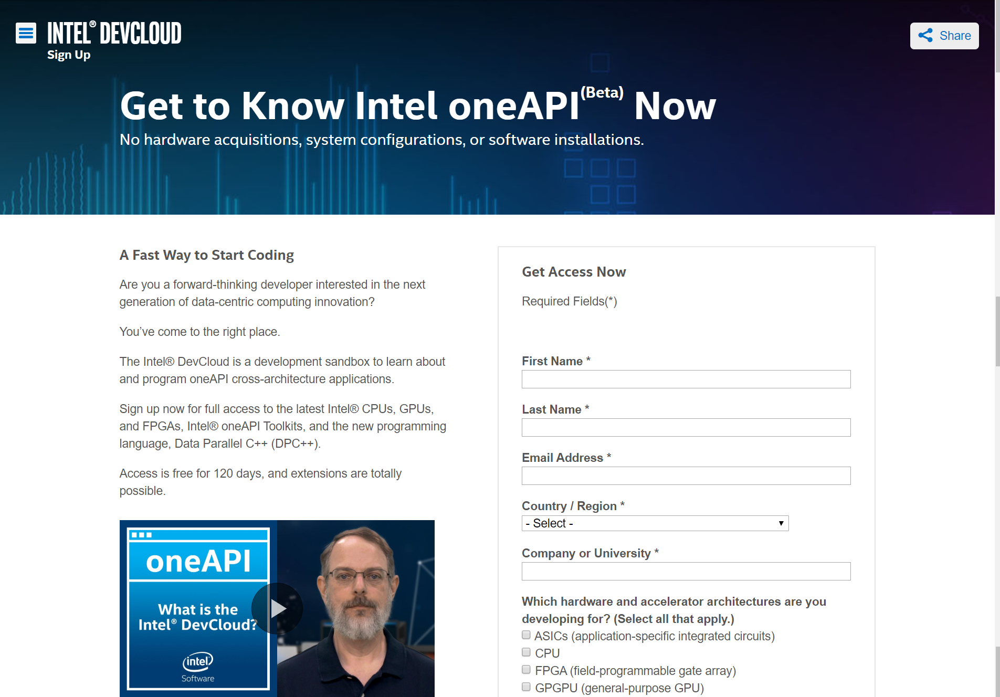 INTEL® DEVCLOUD
Sign Up
Share
Get to Know Intel oneAPI(Beta) Now
No hardware acquisitions, system configurations, or software installations.
A Fast Way to Start Coding
Are you a forward-thinking developer interested in the next
generation of data-centric computing innovation?
You’ve come to the right place.
The Intel® DevCloud is a development sandbox to learn about
and program oneAPI cross-architecture applications.
Sign up now for full access to the latest Intel® CPUs, GPUs,
and FPGAs, Intel® oneAPI Toolkits, and the new programming
language, Data Parallel C++ (DPC++).
Access is free for 120 days, and extensions are totally
possible.
oneAPI
What is the
Intel® DevCloud?
intel
Software
Get Access Now
Required Fields(*)
First Name *
Last Name *
Email Address *
Country / Region *
- Select -
Company or University *
Which hardware and accelerator architectures are you
developing for? (Select all that apply.)
ASICs (application-specific integrated circuits)
CPU
FPGA (field-programmable gate array)
GPGPU (general-purpose GPU)